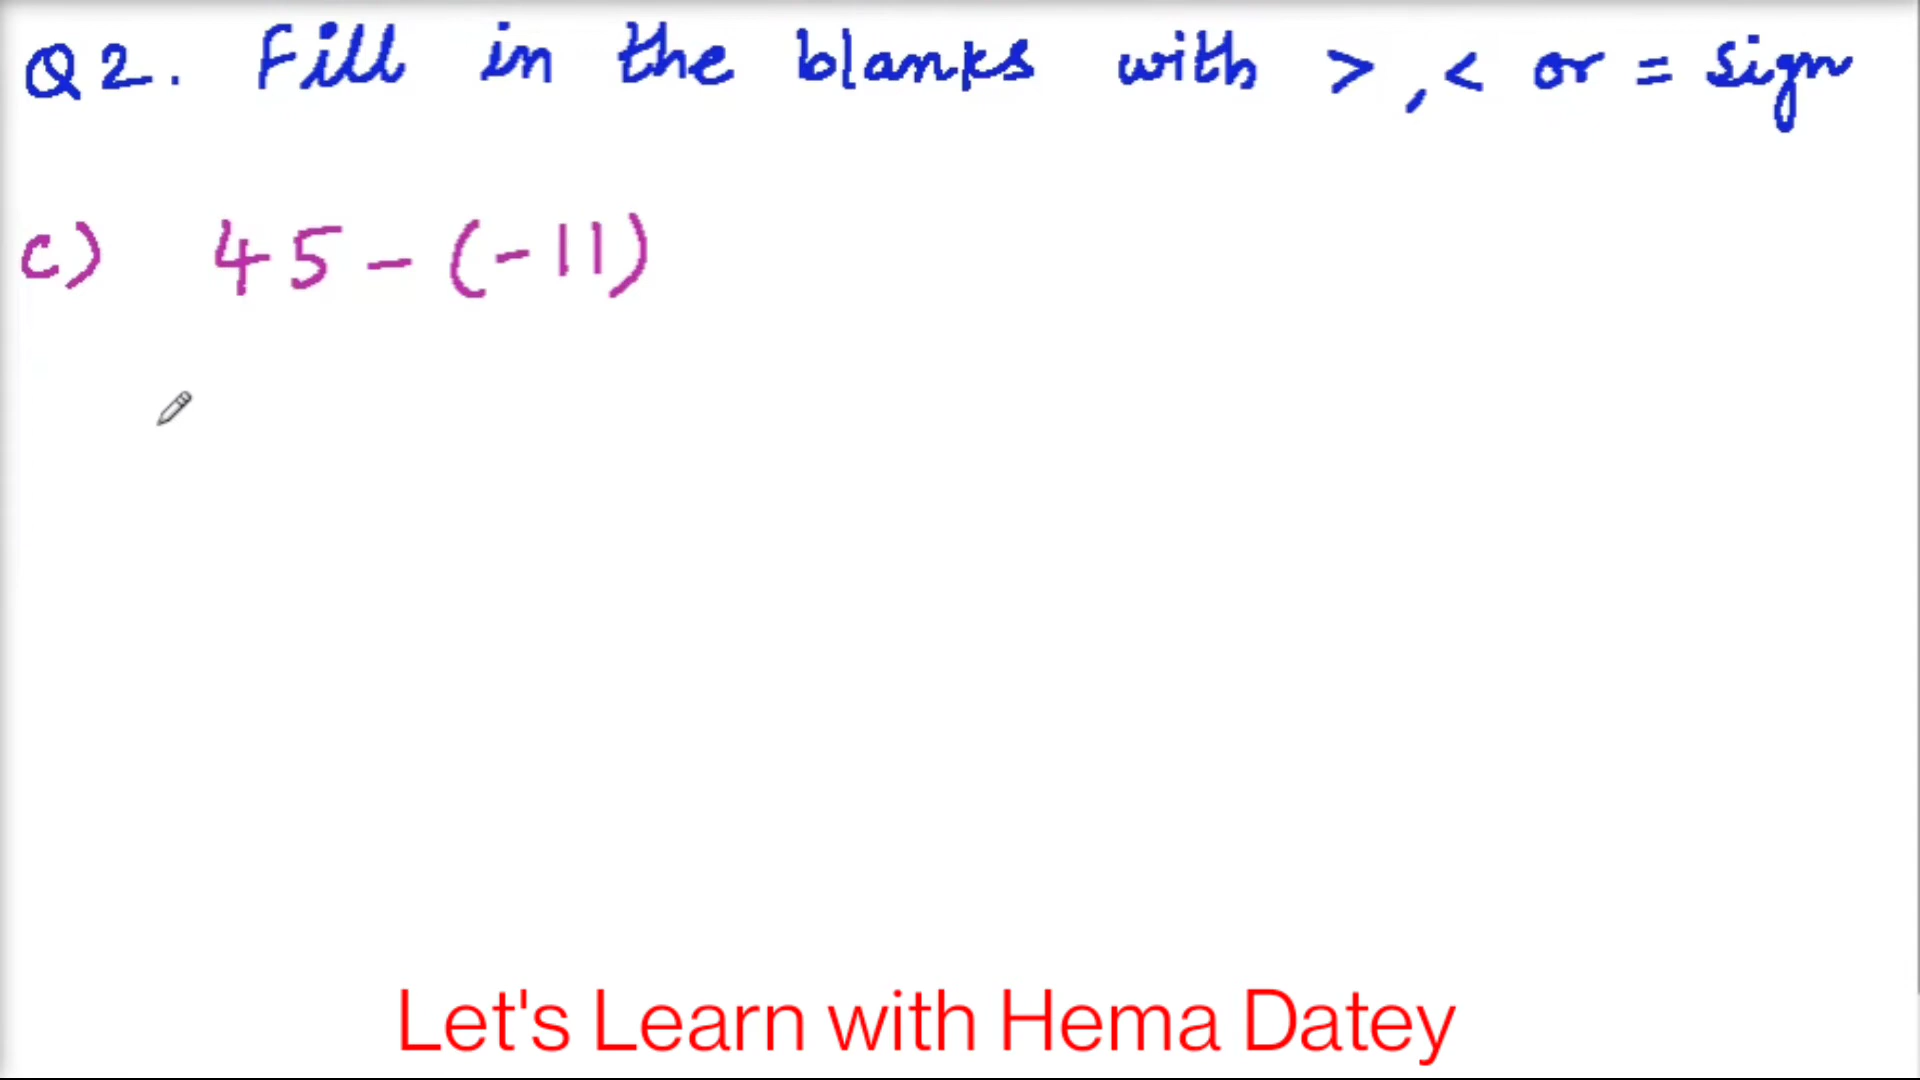 Q2. Fill in the blanks with >, < or = sign
c) 45 - (-11)
Let's Learn with Hema Datey